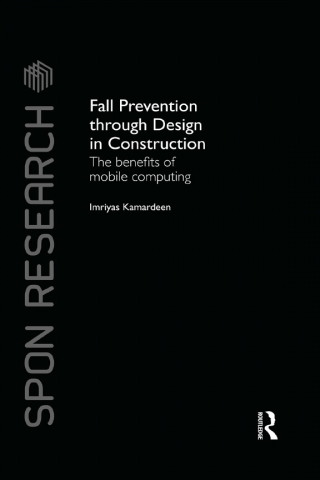 SPON RESEARCH
Fall Prevention
through Design
in Construction
The benefits of
mobile computing
Imriyas Kamardeen
ROUTLEDGE